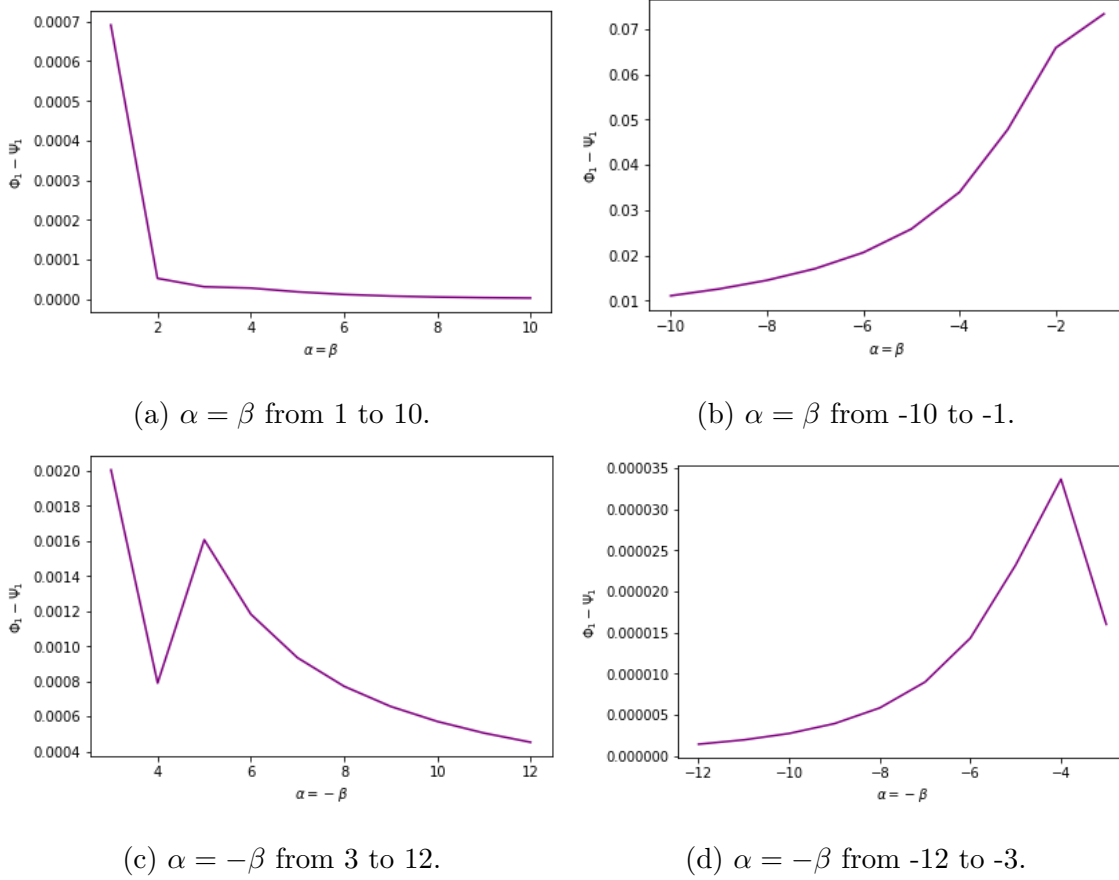 0.0007
0.0006
0.0005
0.0004
0.0003
0.0002
0.0001
0.0000
Φ₁ − Ψ₁
2 4 6 8 10
α = β
(a) α = β from 1 to 10.
0.07
0.06
0.05
0.04
0.03
0.02
0.01
Φ₁ − Ψ₁
−10 −8 −6 −4 −2
α = β
(b) α = β from -10 to -1.
0.0020
0.0018
0.0016
0.0014
0.0012
0.0010
0.0008
0.0006
0.0004
Φ₁ − Ψ₁
4 6 8 10 12
α = − β
(c) α = −β from 3 to 12.
0.000035
0.000030
0.000025
0.000020
0.000015
0.000010
0.000005
0.000000
Φ₁ − Ψ₁
−12 −10 −8 −6 −4
α = − β
(d) α = −β from -12 to -3.